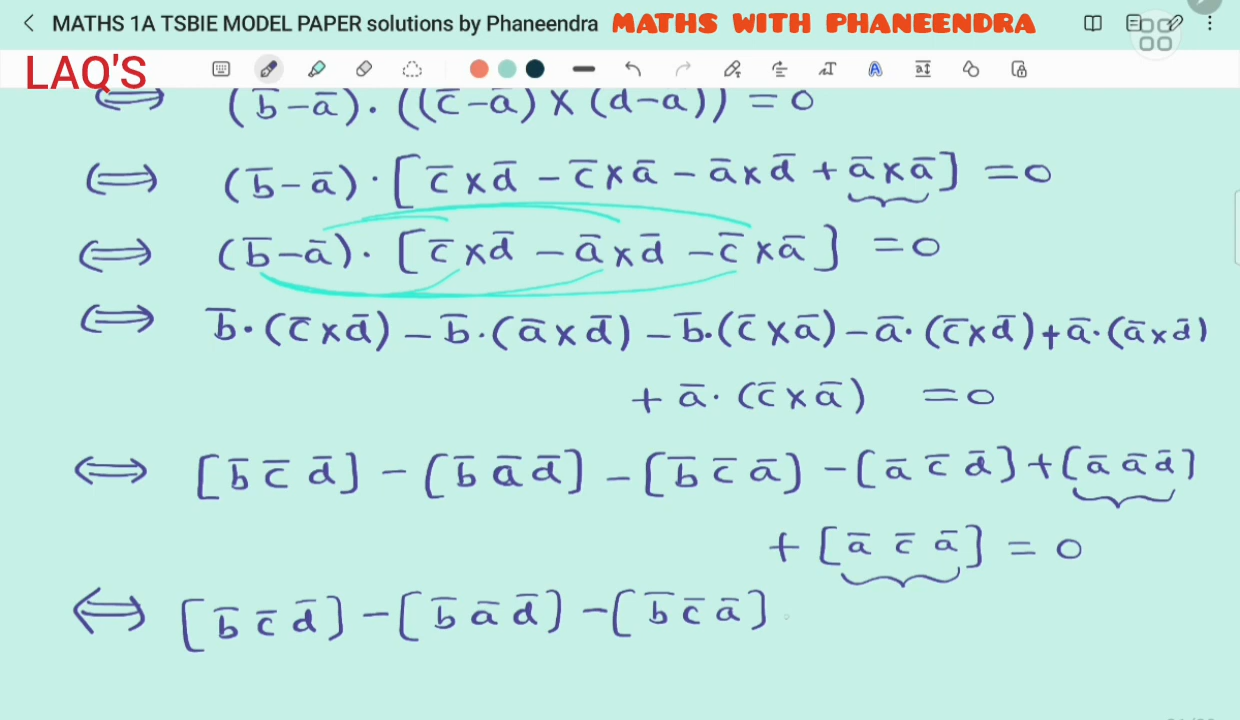 MATHS 1A TSBIE MODEL PAPER solutions by Phaneendra MATHS WITH PHANEENDRA
LAQ'S
⟺ (b̅ − a̅) · ((c̅ − a̅) × (d − a)) = 0
⟺ (b̅ − a̅) · [c̅ × d̅ − c̅ × a̅ − a̅ × d̅ + a̅ × a̅] = 0
⟺ (b̅ − a̅) · [c̅ × d̅ − a̅ × d̅ − c̅ × a̅] = 0
⟺ b̅ · (c̅ × d̅) − b̅ · (a̅ × d̅) − b̅ · (c̅ × a̅) − a̅ · (c̅ × d̅) + a̅ · (a̅ × d̅)
+ a̅ · (c̅ × a̅) = 0
⟺ [b̅ c̅ d̅] − [b̅ a̅ d̅] − [b̅ c̅ a̅] − [a̅ c̅ d̅] + [a̅ a̅ d̅]
+ [a̅ c̅ a̅] = 0
⟺ [b̅ c̅ d̅] − [b̅ a̅ d̅] − [b̅ c̅ a̅]